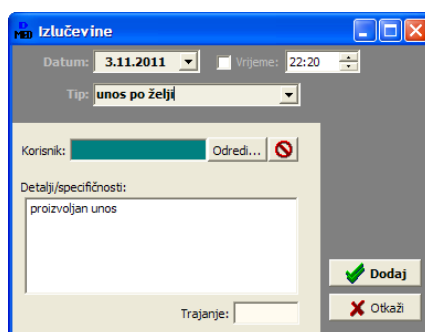 D
MED Izlučevine
Datum: 3.11.2011 Vrijeme: 22:20
Tip: unos po želji
Korisnik: Odredi...
Detalji/specifičnosti:
proizvoljan unos
Dodaj
Trajanje: Otkaži